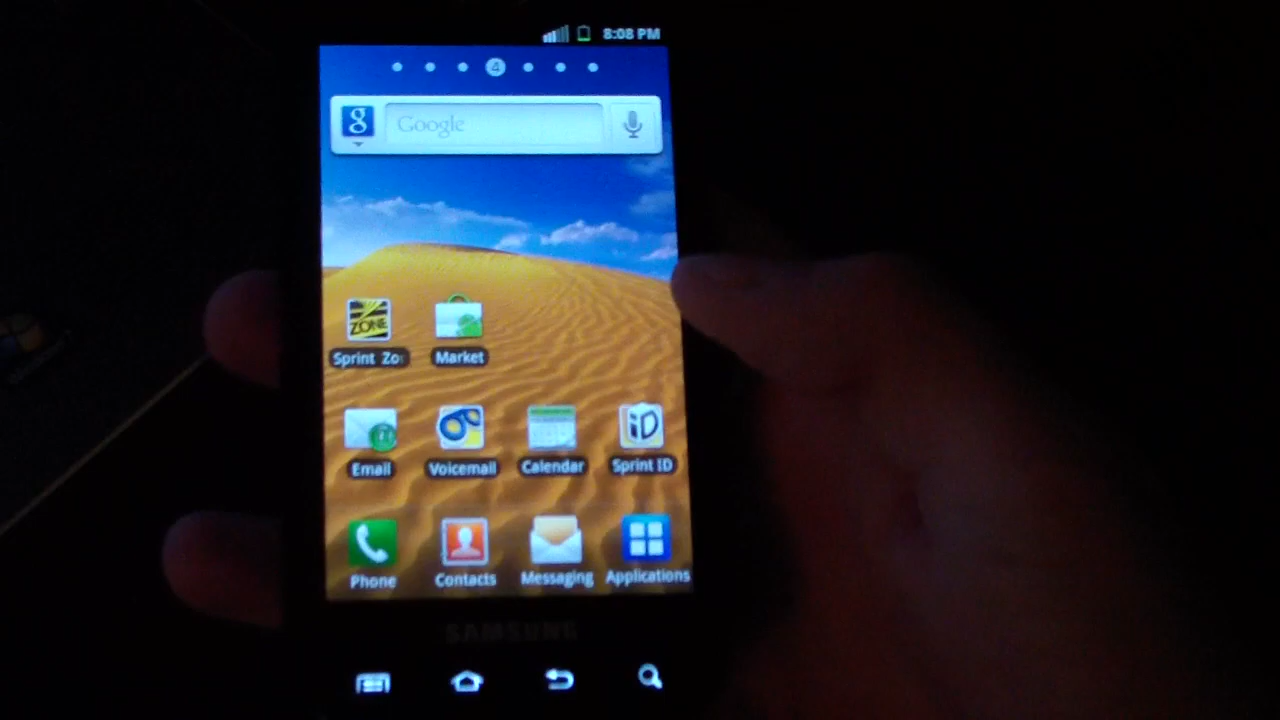 8:08 PM
4
g Google
ZONE
Sprint Zo
Market
Email
Voicemail
Calendar
iD
Sprint ID
Phone
Contacts
Messaging
Applications
SAMSUNG